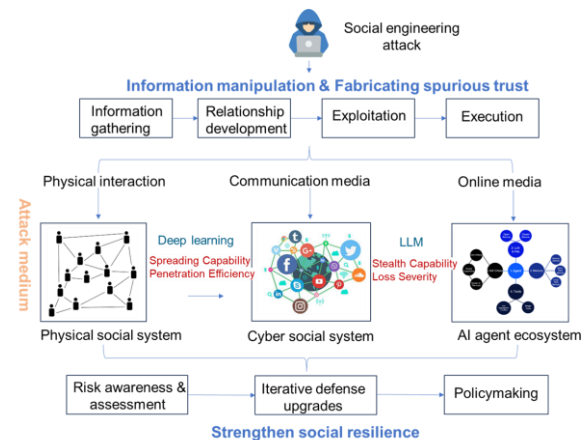 Social engineering
attack
Information manipulation & Fabricating spurious trust
Information
gathering
Relationship
development
Exploitation
Execution
Physical interaction
Communication media
Online media
Attack medium
Deep learning
Spreading Capability
Penetration Efficiency
LLM
Stealth Capability
Loss Severity
Physical social system
Cyber social system
AI agent ecosystem
Risk awareness &
assessment
Iterative defense
upgrades
Policymaking
Strengthen social resilience